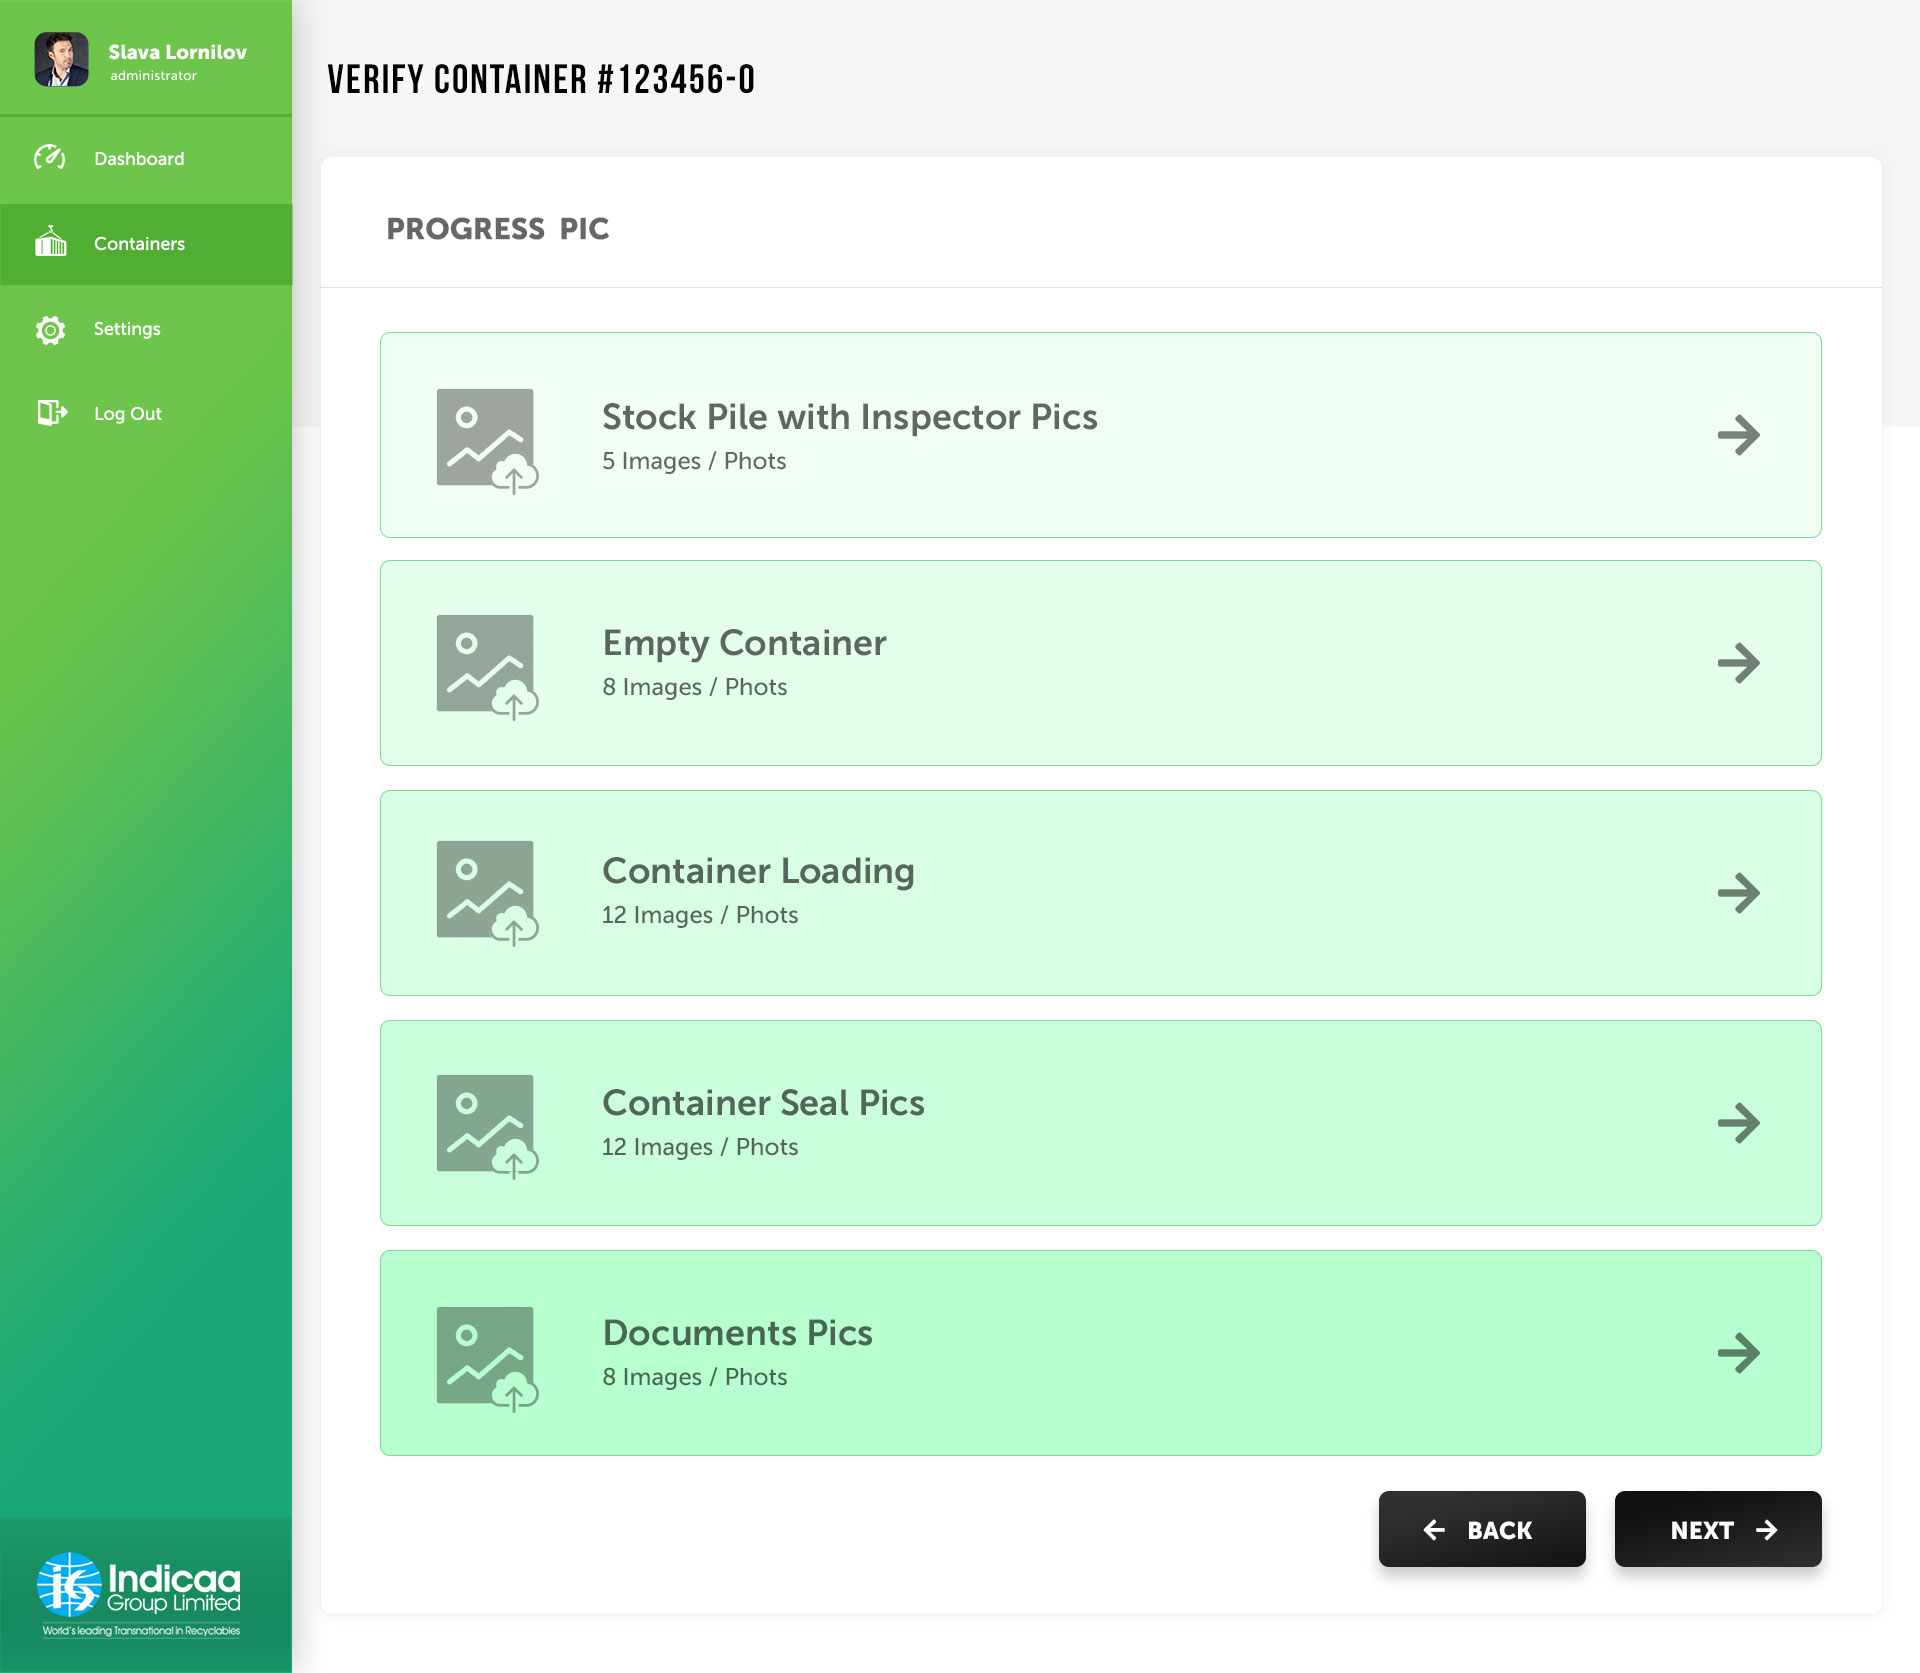 Slava Lornilov
administrator
Dashboard
Containers
Settings
Log Out
Indicaa
Group Limited
World's leading Transnational in Recyclables
VERIFY CONTAINER #123456-0
PROGRESS PIC
Stock Pile with Inspector Pics
5 Images / Phots
Empty Container
8 Images / Phots
Container Loading
12 Images / Phots
Container Seal Pics
12 Images / Phots
Documents Pics
8 Images / Phots
BACK
NEXT